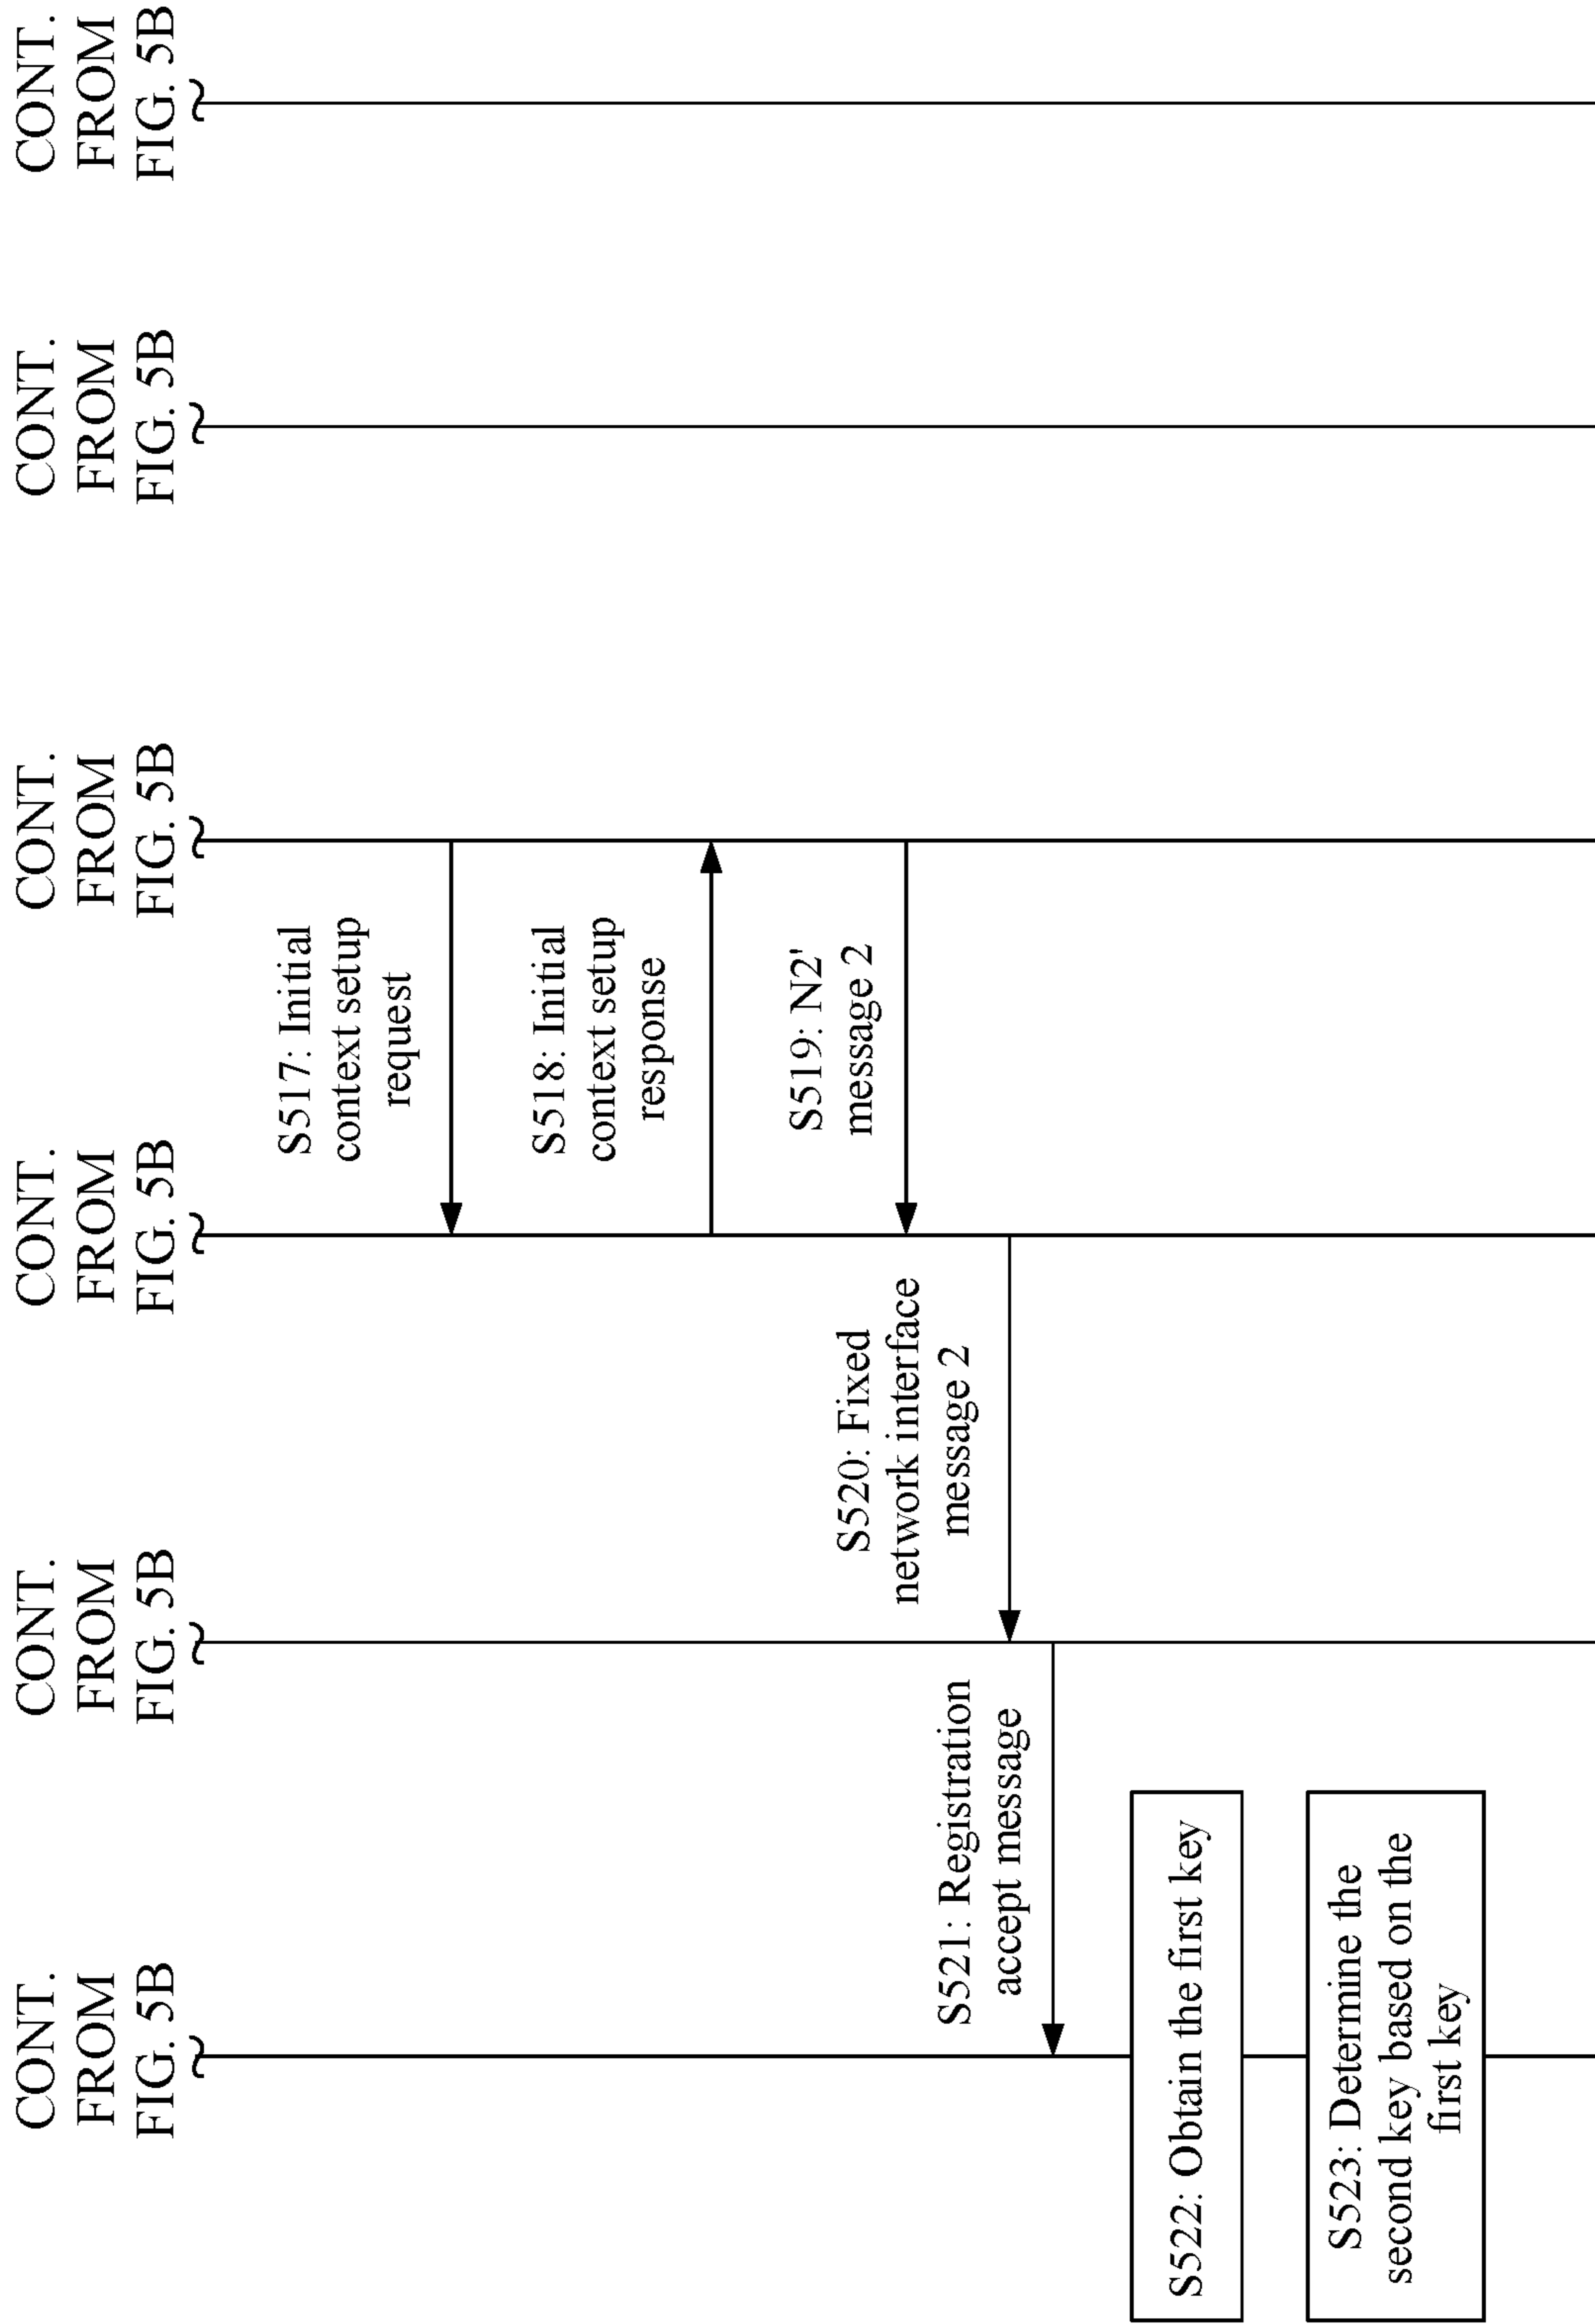 CONT.
FROM
FIG. 5B
CONT.
FROM
FIG. 5B
CONT.
FROM
FIG. 5B
CONT.
FROM
FIG. 5B
CONT.
FROM
FIG. 5B
CONT.
FROM
FIG. 5B
S517: Initial
context setup
request
S518: Initial
context setup
response
S519: N2'
message 2
S520: Fixed
network interface
message 2
S521: Registration
accept message
S522: Obtain the first key
S523: Determine the
second key based on the
first key